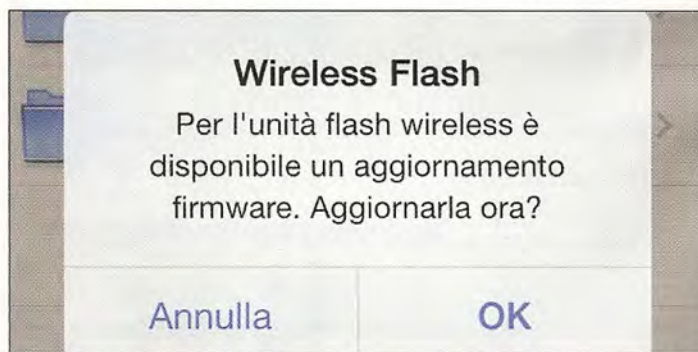 Wireless Flash
Per l'unità flash wireless è
disponibile un aggiornamento
firmware. Aggiornarla ora?
Annulla
OK